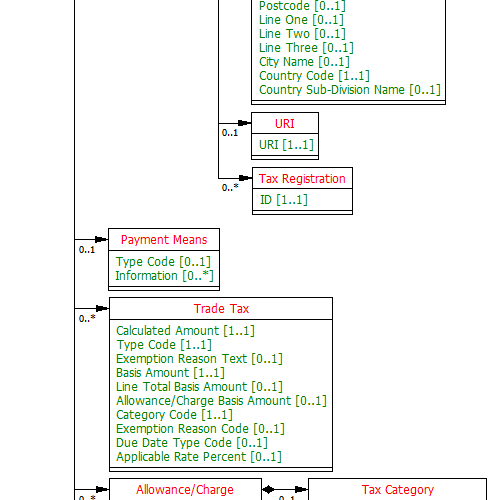 Postcode [0..1]
Line One [0..1]
Line Two [0..1]
Line Three [0..1]
City Name [0..1]
Country Code [1..1]
Country Sub-Division Name [0..1]
0..1
URI
URI [1..1]
0..*
Tax Registration
ID [1..1]
0..1
Payment Means
Type Code [0..1]
Information [0..*]
0..*
Trade Tax
Calculated Amount [1..1]
Type Code [1..1]
Exemption Reason Text [0..1]
Basis Amount [1..1]
Line Total Basis Amount [0..1]
Allowance/Charge Basis Amount [0..1]
Category Code [1..1]
Exemption Reason Code [0..1]
Due Date Type Code [0..1]
Applicable Rate Percent [0..1]
0..*
Allowance/Charge
0..1
Tax Category